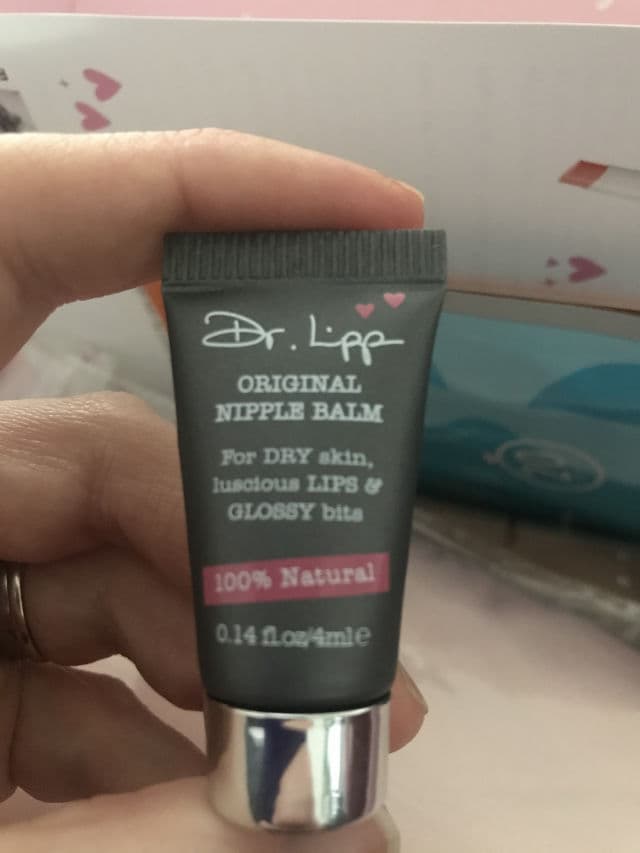 Dr. Lipp
ORIGINAL
NIPPLE BALM
For DRY skin,
luscious LIPS &
GLOSSY bits
100% Natural
0.14 fl.oz/4ml e